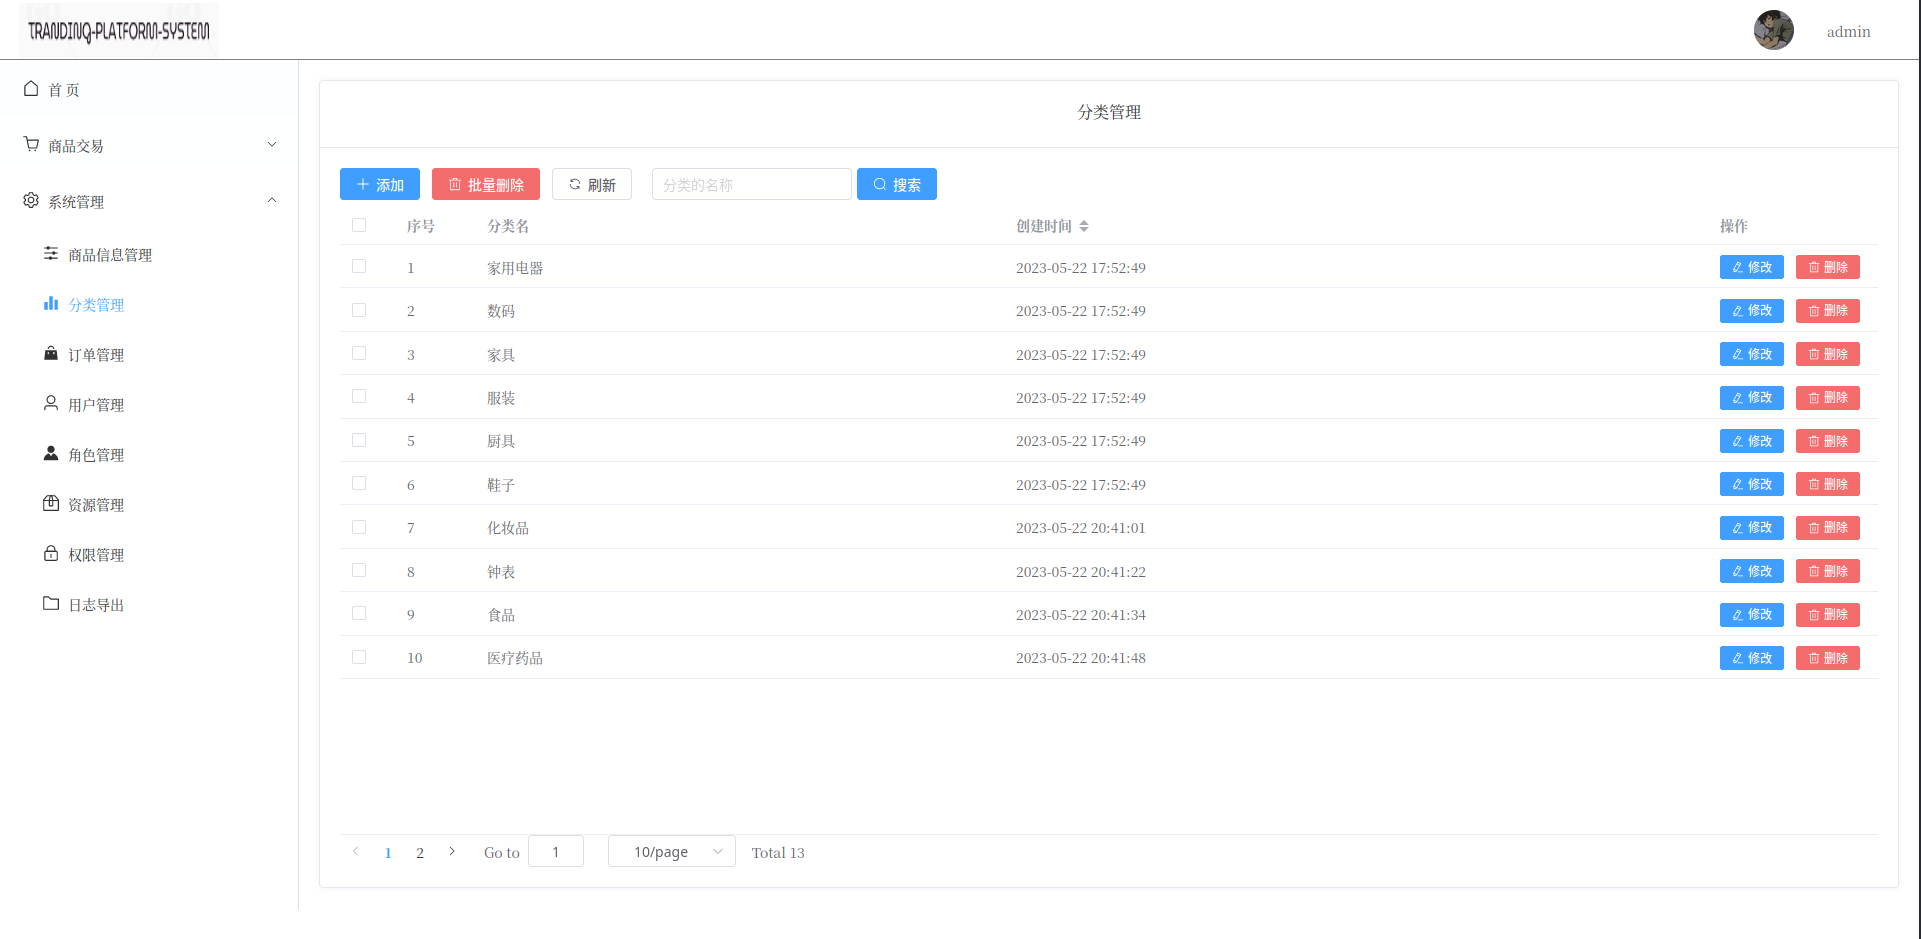 TRANDINQ-PLATFORM-SYSTEM
admin
首 页
商品交易
系统管理
商品信息管理
分类管理
订单管理
用户管理
角色管理
资源管理
权限管理
日志导出
分类管理
添加 批量删除 刷新 分类的名称 搜索
序号 分类名 创建时间 操作
1 家用电器 2023-05-22 17:52:49 修改 删除
2 数码 2023-05-22 17:52:49 修改 删除
3 家具 2023-05-22 17:52:49 修改 删除
4 服装 2023-05-22 17:52:49 修改 删除
5 厨具 2023-05-22 17:52:49 修改 删除
6 鞋子 2023-05-22 17:52:49 修改 删除
7 化妆品 2023-05-22 20:41:01 修改 删除
8 钟表 2023-05-22 20:41:22 修改 删除
9 食品 2023-05-22 20:41:34 修改 删除
10 医疗药品 2023-05-22 20:41:48 修改 删除
1 2 Go to 1 10/page Total 13